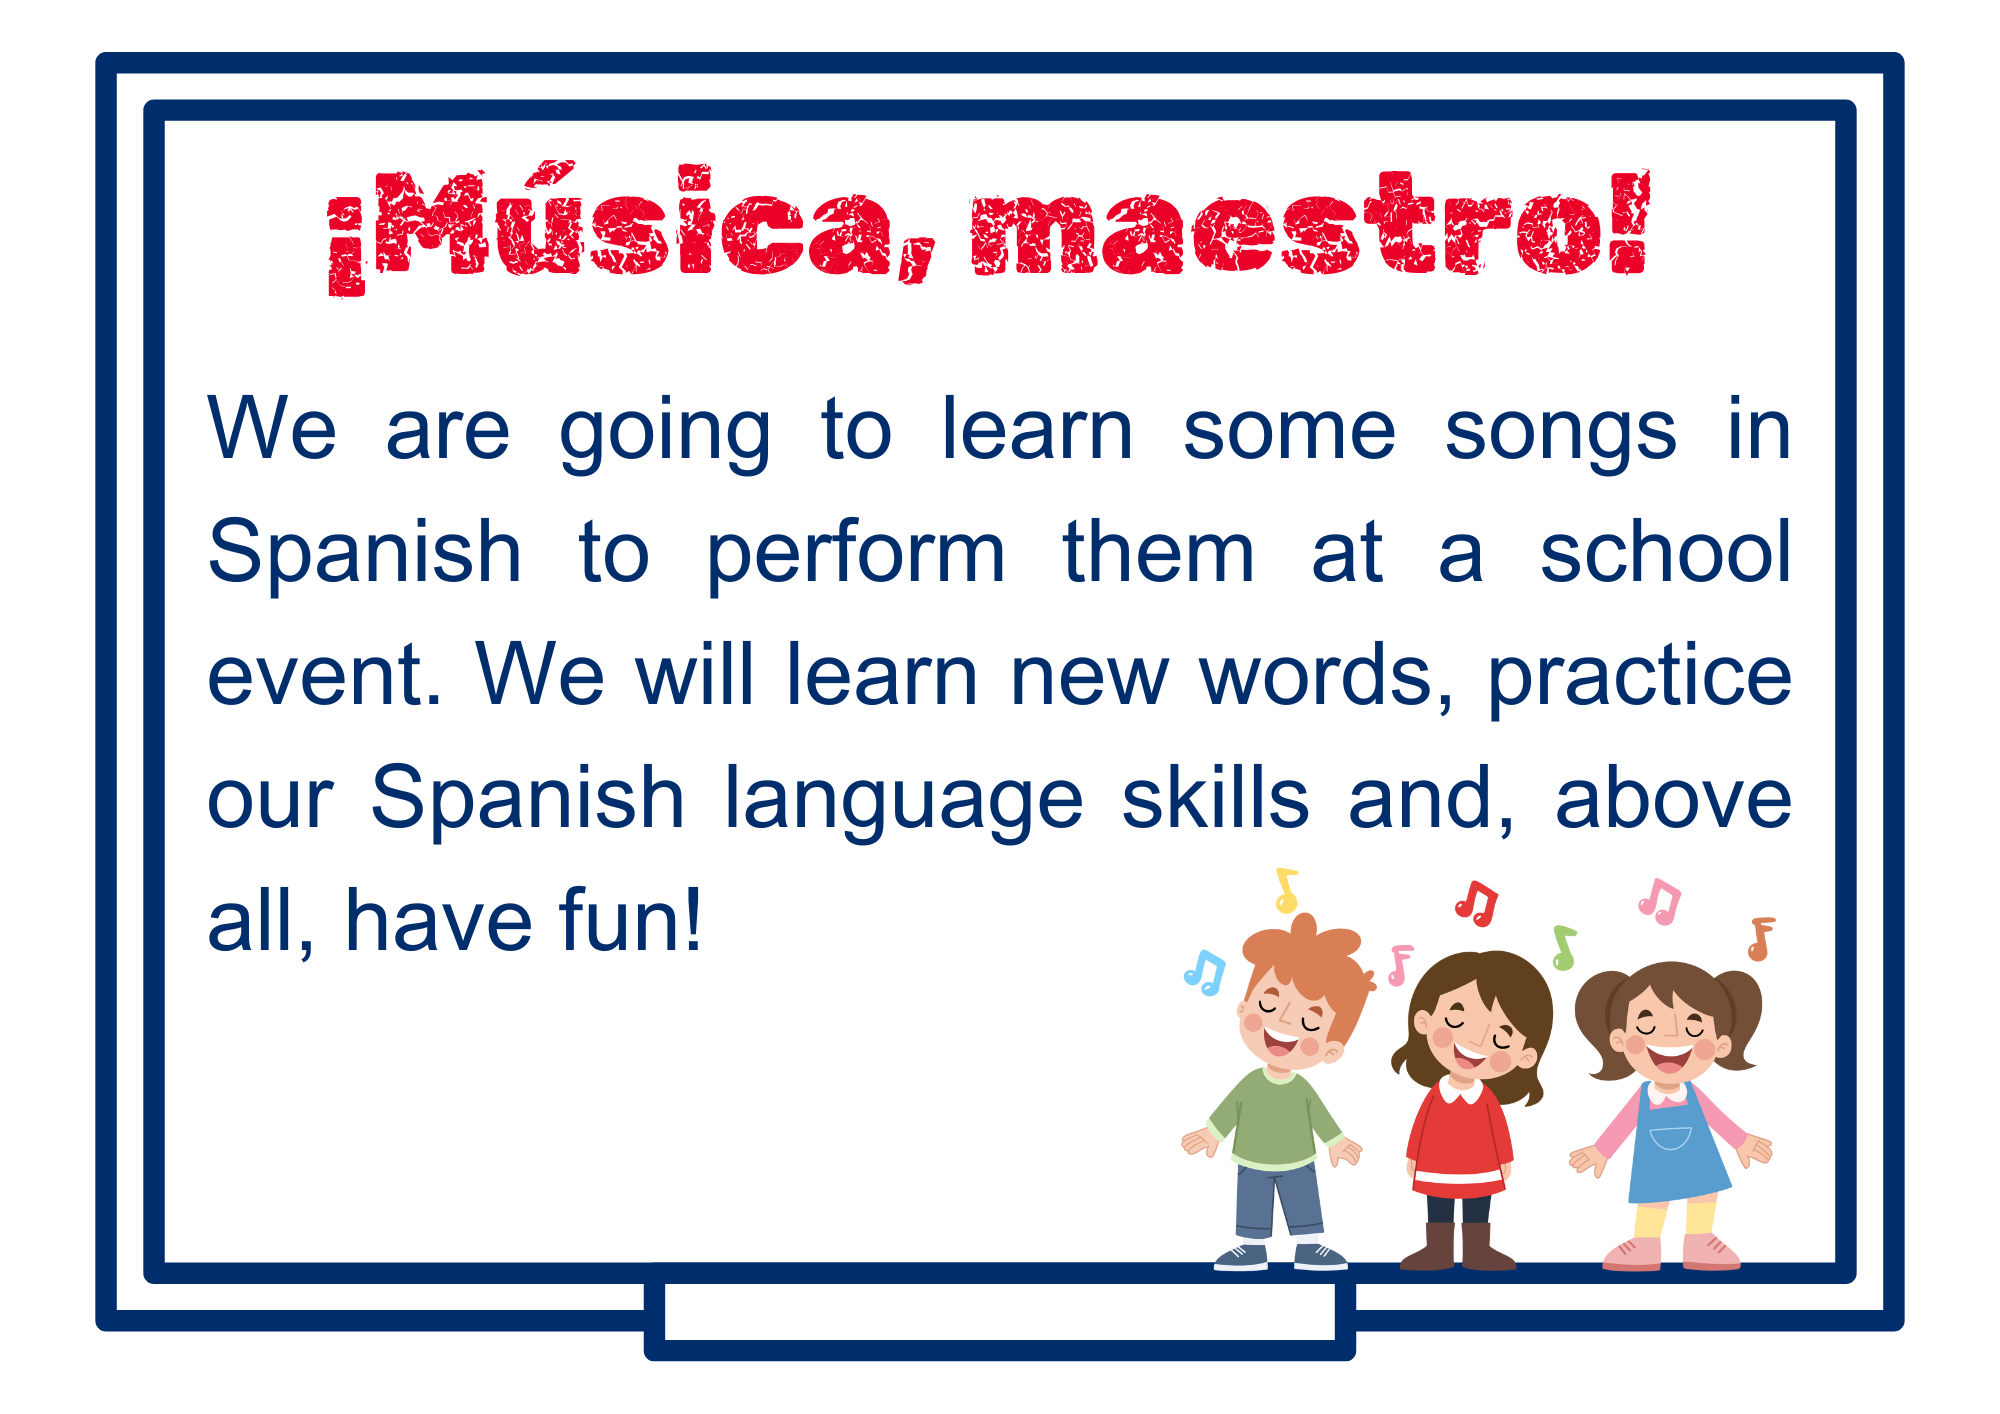 ¡Música, maestro!
We are going to learn some songs in
Spanish to perform them at a school
event. We will learn new words, practice
our Spanish language skills and, above
all, have fun!